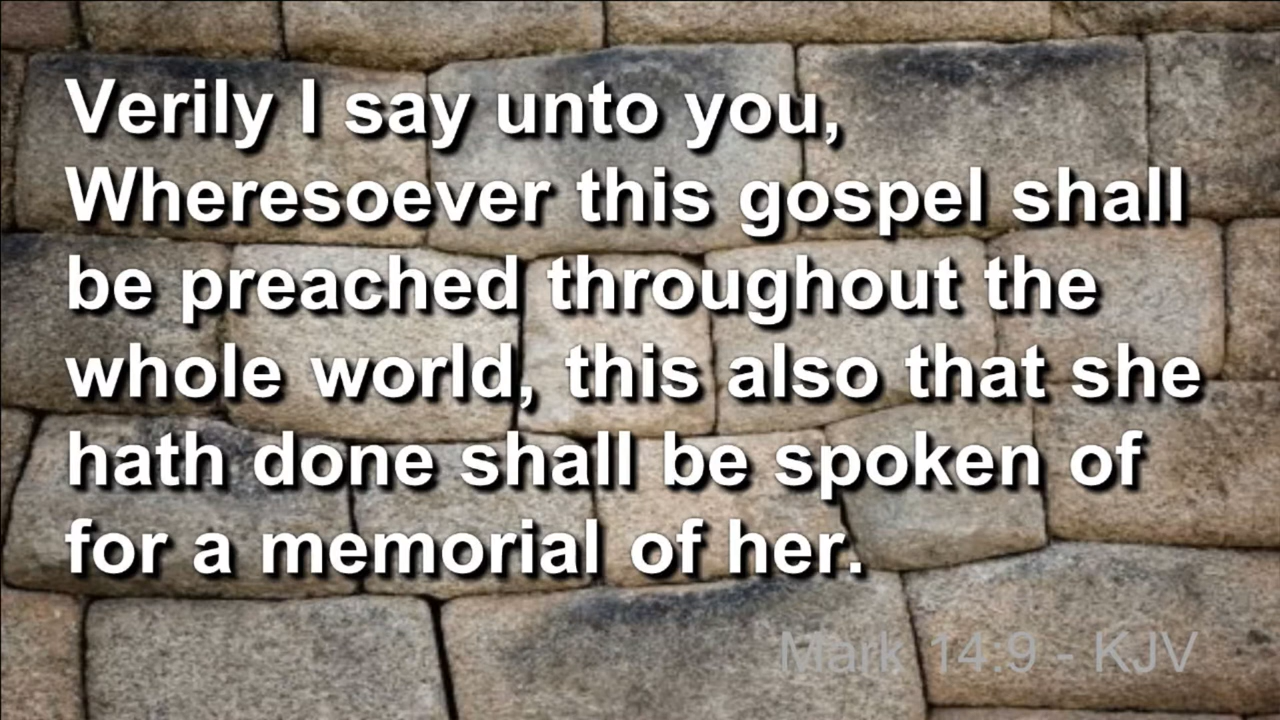 Verily I say unto you,
Wheresoever this gospel shall
be preached throughout the
whole world, this also that she
hath done shall be spoken of
for a memorial of her.
Mark 14:9 - KJV